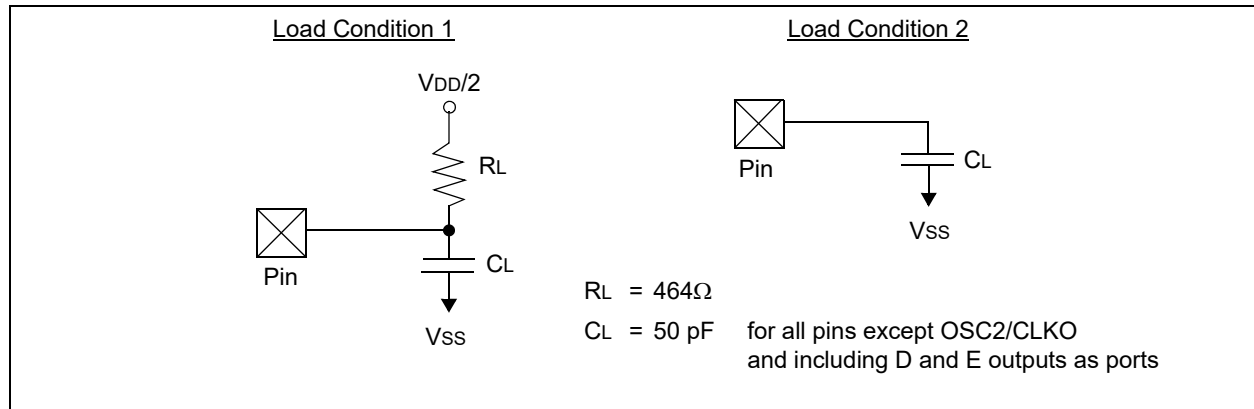 Load Condition 1
VDD/2
RL
Pin
CL
VSS
Load Condition 2
Pin
CL
VSS
RL = 464Ω
CL = 50 pF for all pins except OSC2/CLKO
and including D and E outputs as ports